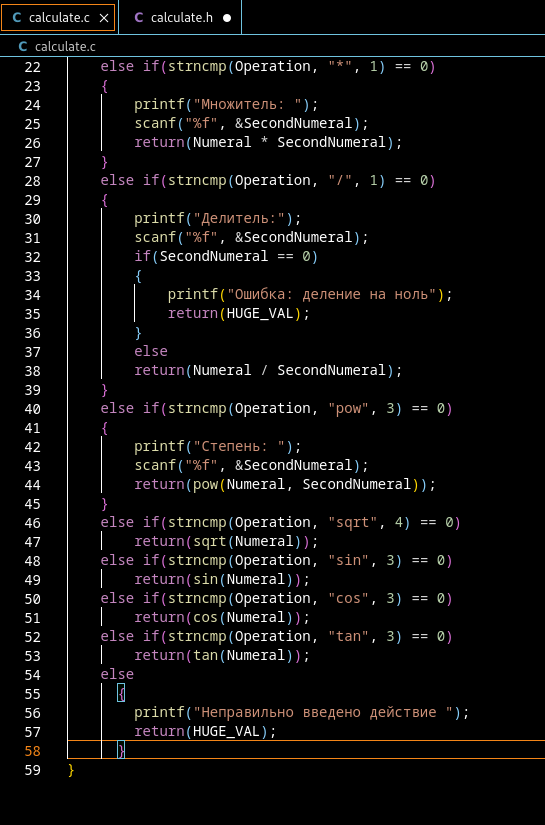 calculate.c
calculate.h
calculate.c
22 else if(strncmp(Operation, "*", 1) == 0)
23 {
24 printf("Множитель: ");
25 scanf("%f", &SecondNumeral);
26 return(Numeral * SecondNumeral);
27 }
28 else if(strncmp(Operation, "/", 1) == 0)
29 {
30 printf("Делитель:");
31 scanf("%f", &SecondNumeral);
32 if(SecondNumeral == 0)
33 {
34 printf("Ошибка: деление на ноль");
35 return(HUGE_VAL);
36 }
37 else
38 return(Numeral / SecondNumeral);
39 }
40 else if(strncmp(Operation, "pow", 3) == 0)
41 {
42 printf("Степень: ");
43 scanf("%f", &SecondNumeral);
44 return(pow(Numeral, SecondNumeral));
45 }
46 else if(strncmp(Operation, "sqrt", 4) == 0)
47 return(sqrt(Numeral));
48 else if(strncmp(Operation, "sin", 3) == 0)
49 return(sin(Numeral));
50 else if(strncmp(Operation, "cos", 3) == 0)
51 return(cos(Numeral));
52 else if(strncmp(Operation, "tan", 3) == 0)
53 return(tan(Numeral));
54 else
55 {
56 printf("Неправильно введено действие ");
57 return(HUGE_VAL);
58 }
59 }